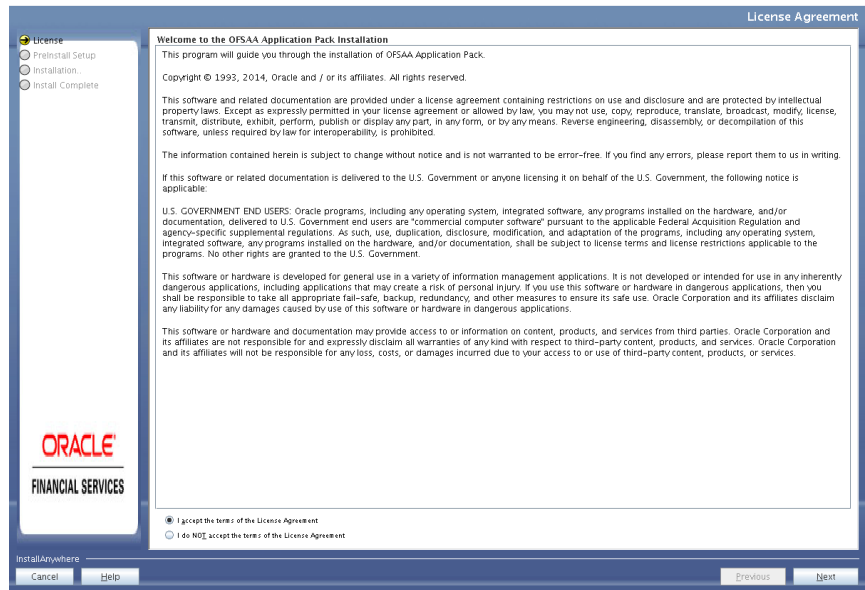 License Agreement
License
PreInstall Setup
Installation..
Install Complete
Welcome to the OFSAA Application Pack Installation
This program will guide you through the installation of OFSAA Application Pack.
Copyright © 1993, 2014, Oracle and / or its affiliates. All rights reserved.
This software and related documentation are provided under a license agreement containing restrictions on use and disclosure and are protected by intellectual
property laws. Except as expressly permitted in your license agreement or allowed by law, you may not use, copy, reproduce, translate, broadcast, modify, license,
transmit, distribute, exhibit, perform, publish or display any part, in any form, or by any means. Reverse engineering, disassembly, or decompilation of this
software, unless required by law for interoperability, is prohibited.
The information contained herein is subject to change without notice and is not warranted to be error-free. If you find any errors, please report them to us in writing.
If this software or related documentation is delivered to the U.S. Government or anyone licensing it on behalf of the U.S. Government, the following notice is
applicable:
U.S. GOVERNMENT END USERS: Oracle programs, including any operating system, integrated software, any programs installed on the hardware, and/or
documentation, delivered to U.S. Government end users are "commercial computer software" pursuant to the applicable Federal Acquisition Regulation and
agency-specific supplemental regulations. As such, use, duplication, disclosure, modification, and adaptation of the programs, including any operating system,
integrated software, any programs installed on the hardware, and/or documentation, shall be subject to license terms and license restrictions applicable to the
programs. No other rights are granted to the U.S. Government.
This software or hardware is developed for general use in a variety of information management applications. It is not developed or intended for use in any inherently
dangerous applications, including applications that may create a risk of personal injury. If you use this software or hardware in dangerous applications, then you
shall be responsible to take all appropriate fail-safe, backup, redundancy, and other measures to ensure its safe use. Oracle Corporation and its affiliates disclaim
any liability for any damages caused by use of this software or hardware in dangerous applications.
This software or hardware and documentation may provide access to or information on content, products, and services from third parties. Oracle Corporation and
its affiliates are not responsible for and expressly disclaim all warranties of any kind with respect to third-party content, products, and services. Oracle Corporation
and its affiliates will not be responsible for any loss, costs, or damages incurred due to your access to or use of third-party content, products, or services.
ORACLE
FINANCIAL SERVICES
I accept the terms of the License Agreement
I do NOT accept the terms of the License Agreement
InstallAnywhere
Cancel Help Previous Next